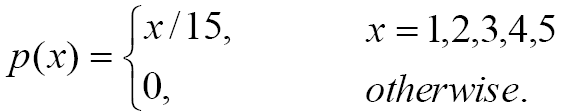 p(x) = { x/15, x = 1,2,3,4,5
0, otherwise.